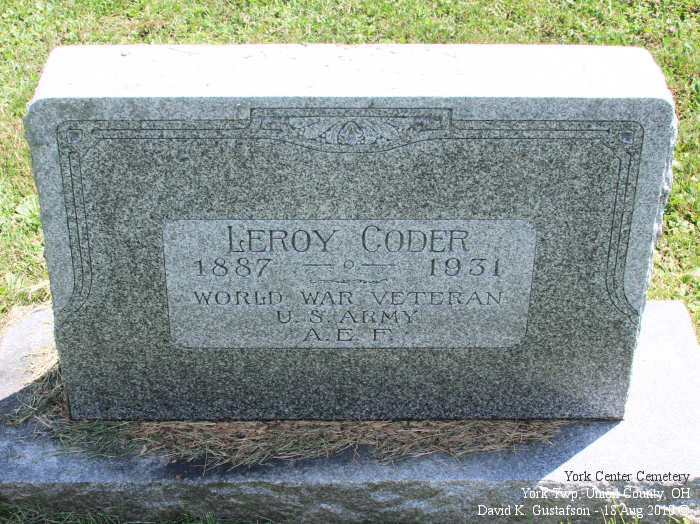 LEROY CODER
1887 1931
WORLD WAR VETERAN
U.S. ARMY
A.E.F.
York Center Cemetery
York Twp, Union County, OH
David K. Gustafson - 18 Aug ©